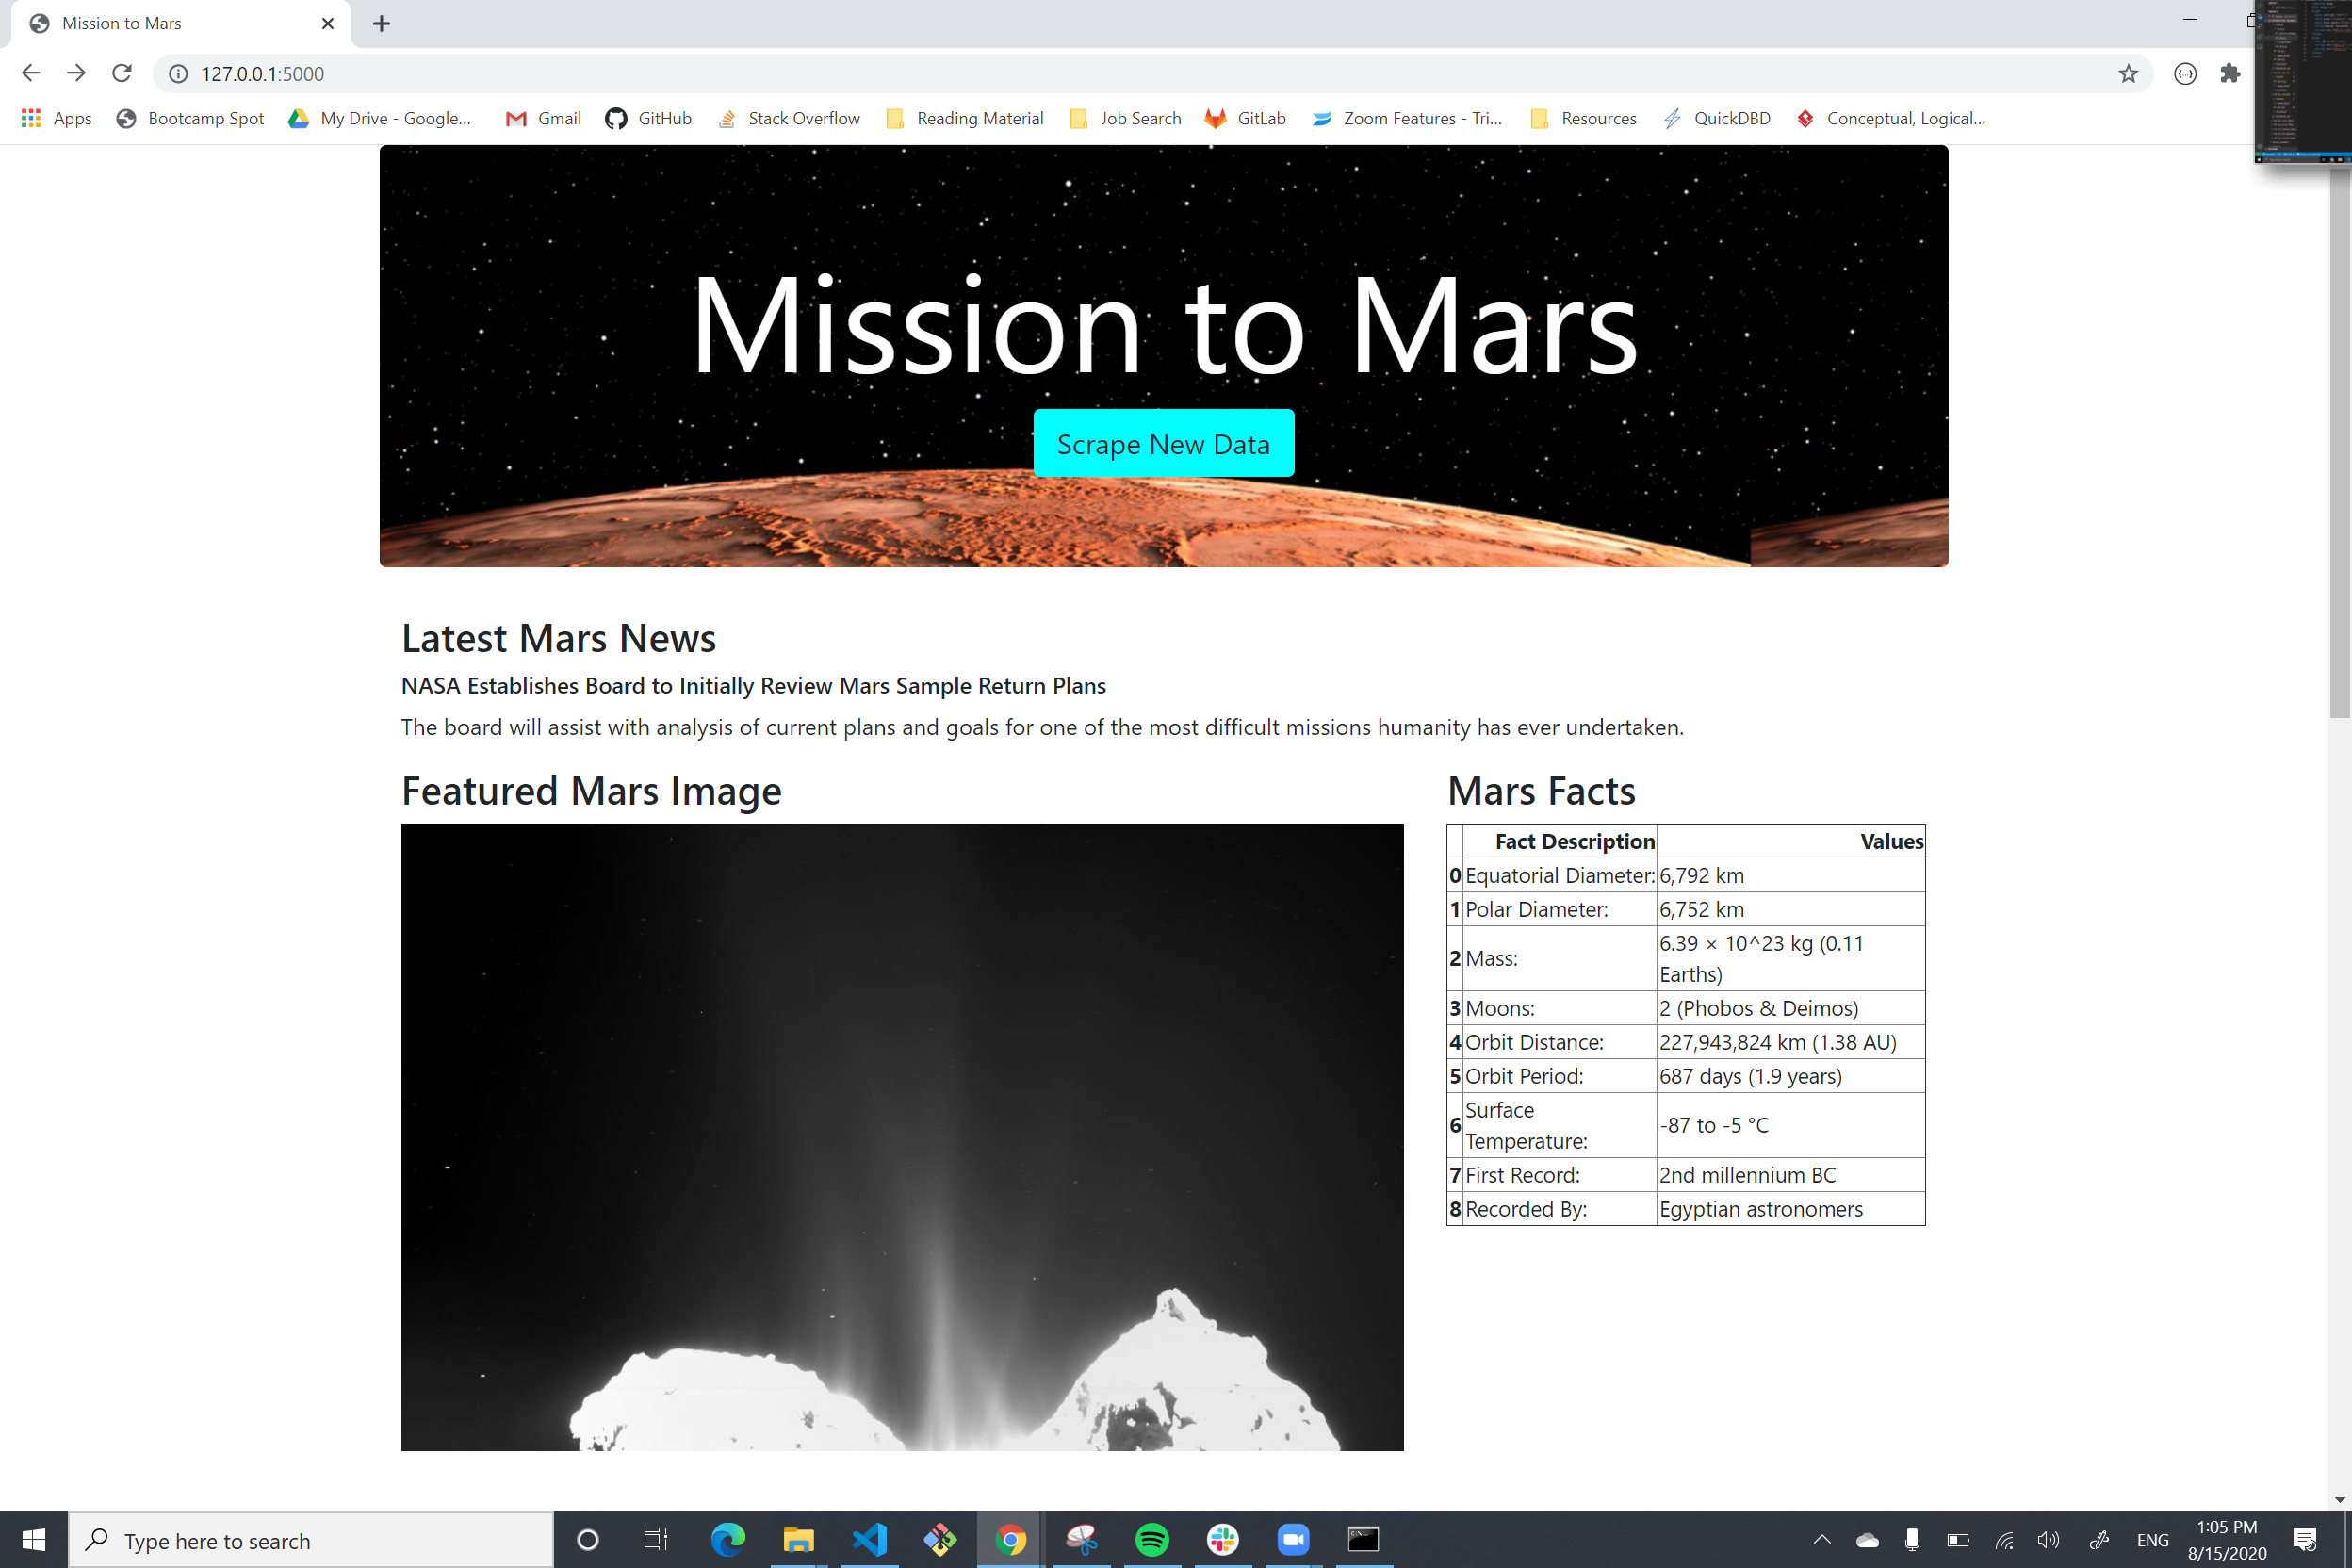 Mission to Mars
127.0.0.1:5000
Apps Bootcamp Spot My Drive - Google... Gmail GitHub Stack Overflow Reading Material Job Search GitLab Zoom Features - Tri... Resources QuickDBD Conceptual, Logical...
Mission to Mars
Scrape New Data
Latest Mars News
NASA Establishes Board to Initially Review Mars Sample Return Plans
The board will assist with analysis of current plans and goals for one of the most difficult missions humanity has ever undertaken.
Featured Mars Image
Mars Facts
Fact Description Values
0 Equatorial Diameter: 6,792 km
1 Polar Diameter: 6,752 km
2 Mass: 6.39 × 10^23 kg (0.11
Earths)
3 Moons: 2 (Phobos & Deimos)
4 Orbit Distance: 227,943,824 km (1.38 AU)
5 Orbit Period: 687 days (1.9 years)
6 Surface
Temperature: -87 to -5 °C
7 First Record: 2nd millennium BC
8 Recorded By: Egyptian astronomers
Type here to search
ENG
1:05 PM
8/15/2020